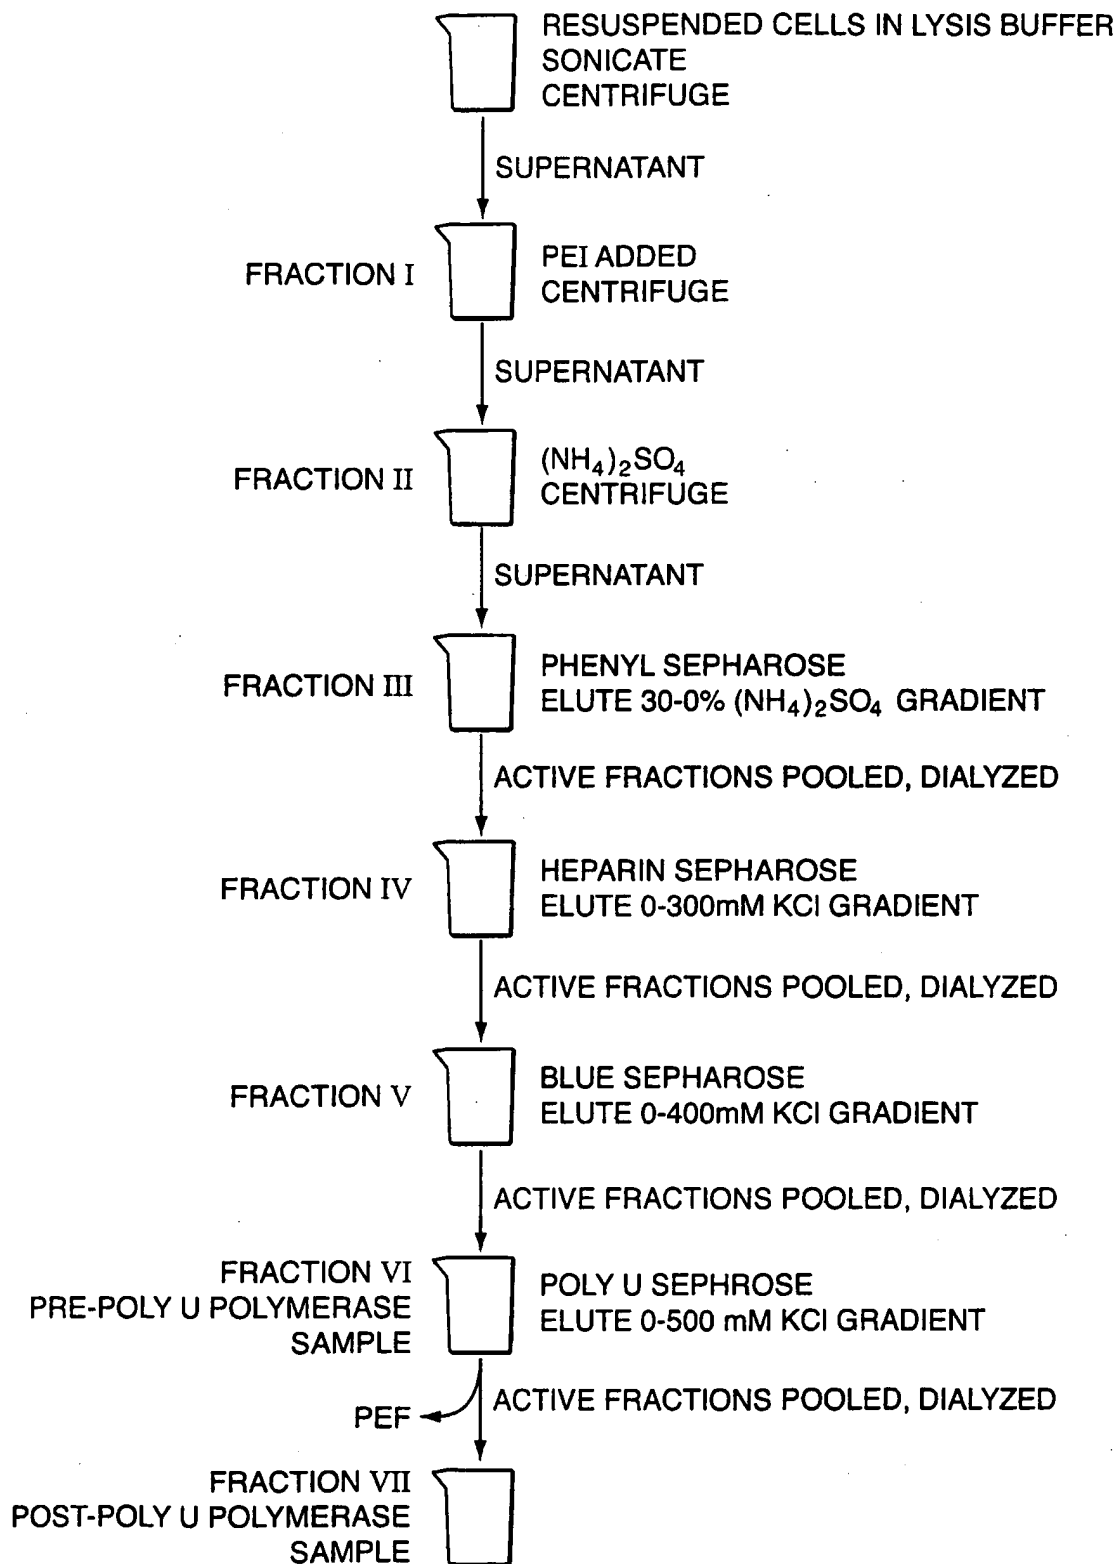 RESUSPENDED CELLS IN LYSIS BUFFER
SONICATE
CENTRIFUGE
SUPERNATANT
FRACTION I
PEI ADDED
CENTRIFUGE
SUPERNATANT
FRACTION II
(NH4)2SO4
CENTRIFUGE
SUPERNATANT
FRACTION III
PHENYL SEPHAROSE
ELUTE 30-0% (NH4)2SO4 GRADIENT
ACTIVE FRACTIONS POOLED, DIALYZED
FRACTION IV
HEPARIN SEPHAROSE
ELUTE 0-300mM KCl GRADIENT
ACTIVE FRACTIONS POOLED, DIALYZED
FRACTION V
BLUE SEPHAROSE
ELUTE 0-400mM KCl GRADIENT
ACTIVE FRACTIONS POOLED, DIALYZED
FRACTION VI
PRE-POLY U POLYMERASE
SAMPLE
POLY U SEPHROSE
ELUTE 0-500 mM KCl GRADIENT
PEF
ACTIVE FRACTIONS POOLED, DIALYZED
FRACTION VII
POST-POLY U POLYMERASE
SAMPLE